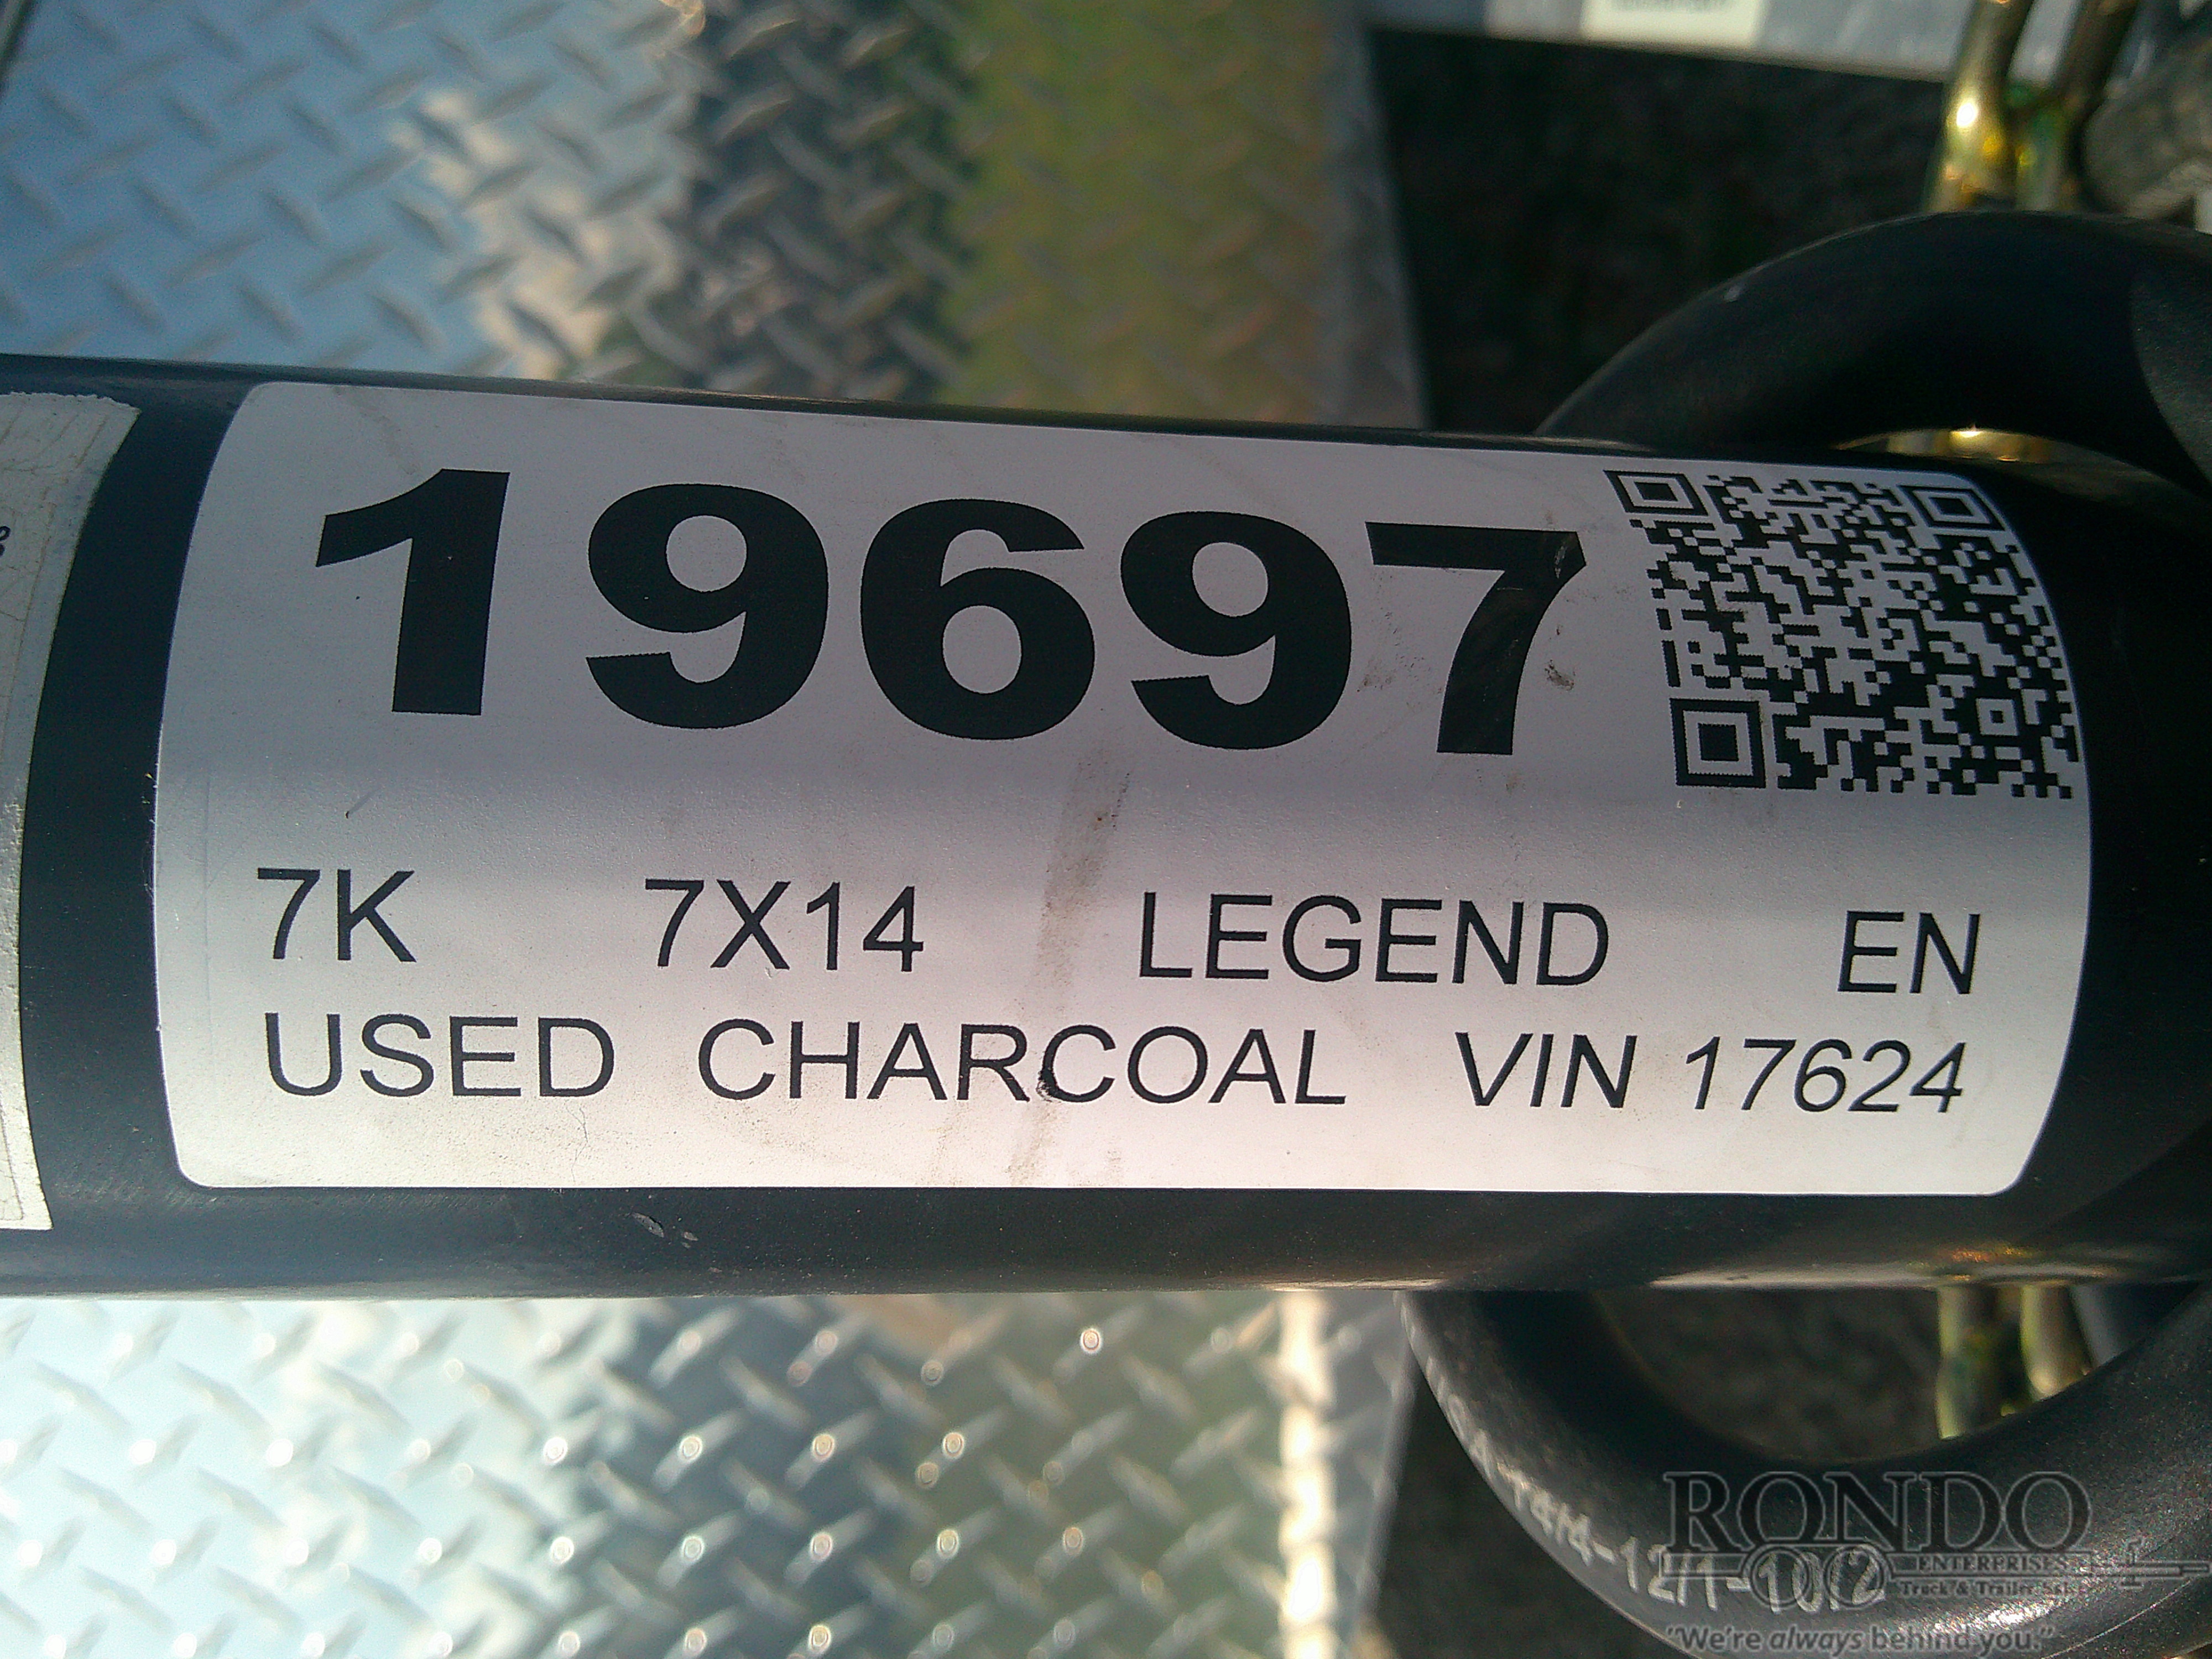 19697
7K 7X14 LEGEND EN
USED CHARCOAL VIN 17624
RONDO
ENTERPRISES
Truck & Trailer Sales
"We're always behind you."